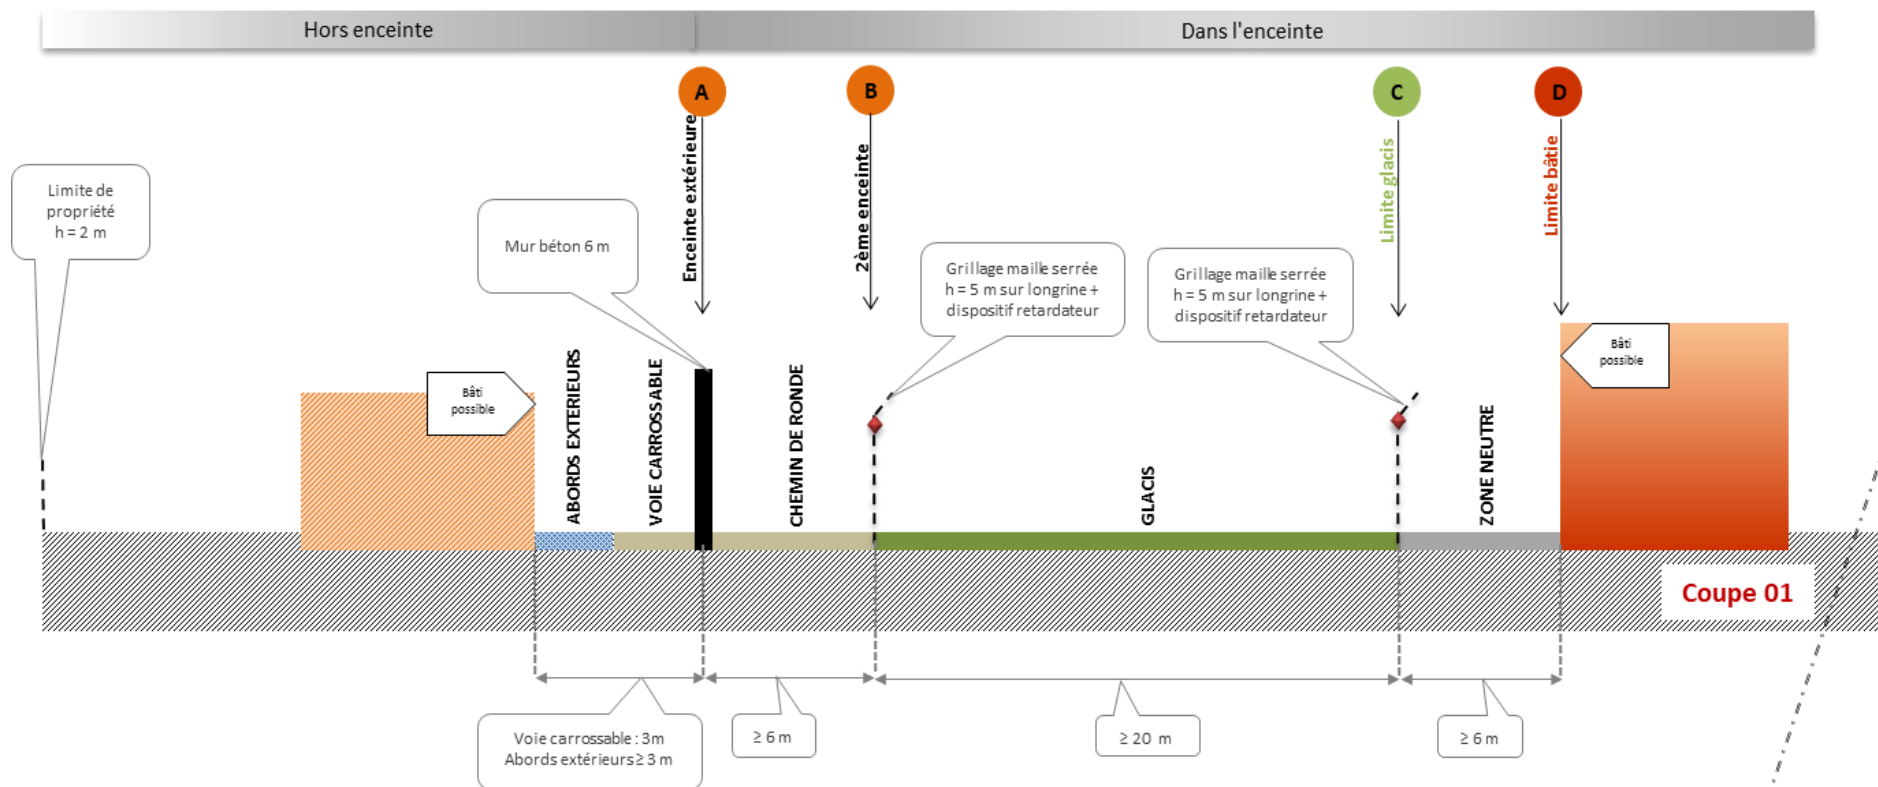 Hors enceinte
Dans l'enceinte
A
B
C
D
Enceinte extérieure
2ème enceinte
Limite glacis
Limite bâtie
Limite de
propriété
h = 2 m
Mur béton 6 m
Grillage maille serrée
h = 5 m sur longrine +
dispositif retardateur
Grillage maille serrée
h = 5 m sur longrine +
dispositif retardateur
Bâti
possible
Bâti
possible
ABORDS EXTERIEURS
VOIE CARROSSABLE
CHEMIN DE RONDE
GLACIS
ZONE NEUTRE
Coupe 01
Voie carrossable : 3m
Abords extérieurs ≥ 3 m
≥ 6 m
≥ 20 m
≥ 6 m